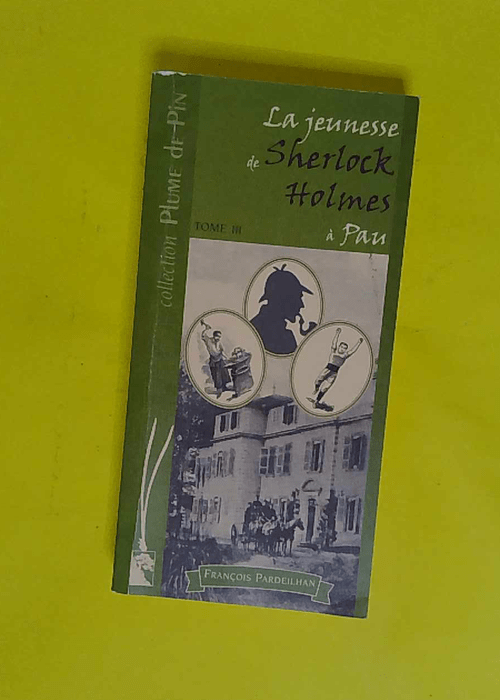 collection Plume de Pin
La jeunesse
de Sherlock
Holmes
à Pau
TOME III
FRANÇOIS PARDEILHAN